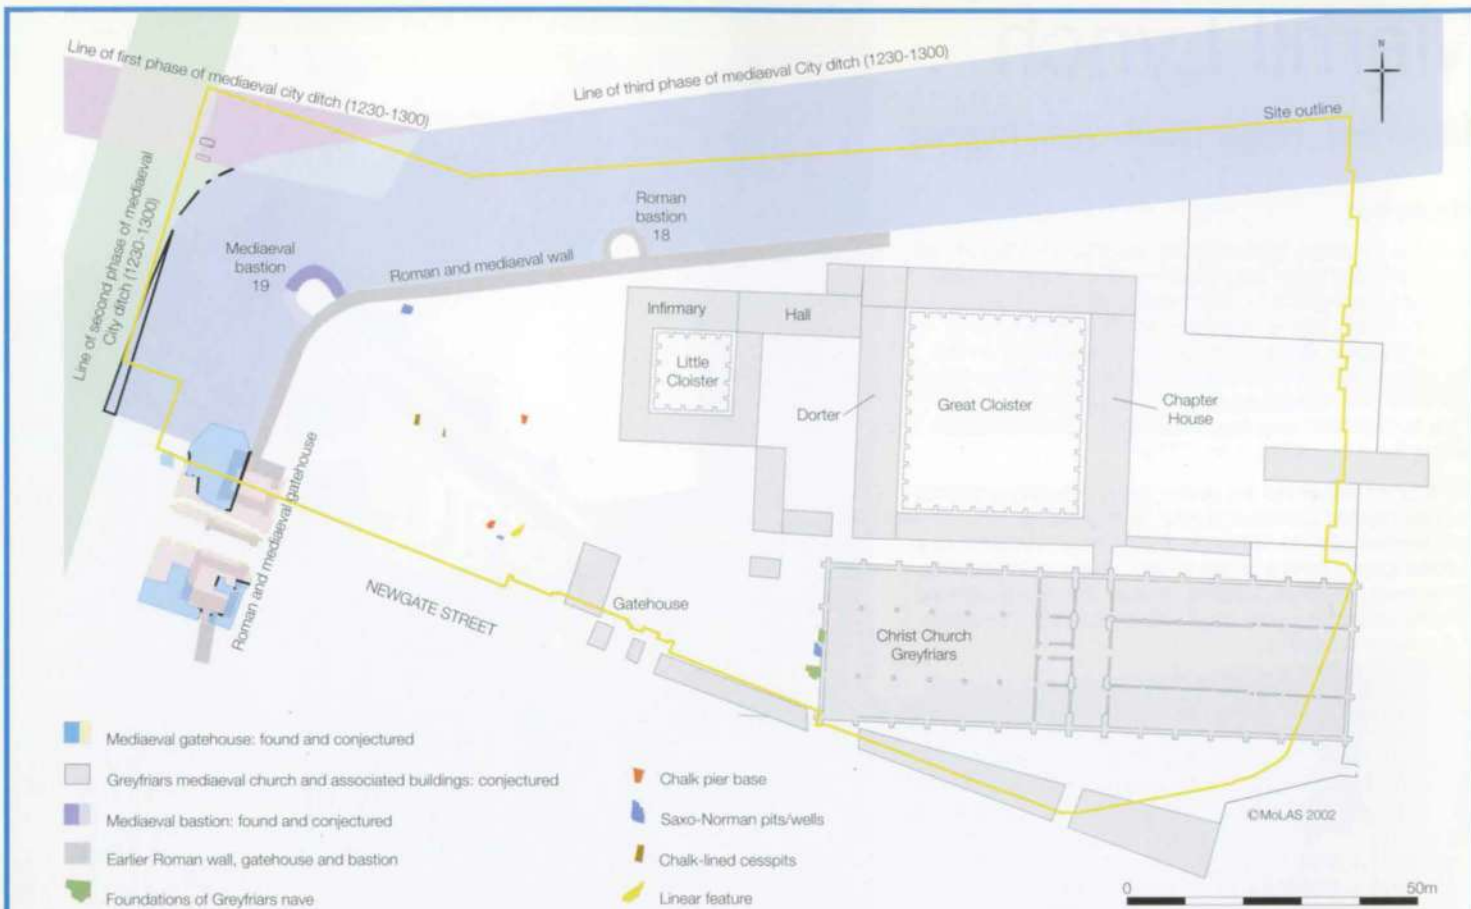 Line of first phase of mediaeval city ditch (1230-1300)
Line of third phase of mediaeval City ditch (1230-1300)
N
Site outline
Line of second phase of mediaeval
City ditch (1230-1300)
Mediaeval
bastion
19
Roman
bastion
18
Roman and mediaeval wall
Infirmary
Hall
Little
Cloister
Dorter
Great Cloister
Chapter
House
Roman and mediaeval gatehouse
NEWGATE STREET
Gatehouse
Christ Church
Greyfriars
Mediaeval gatehouse: found and conjectured
Greyfriars mediaeval church and associated buildings: conjectured
Mediaeval bastion: found and conjectured
Earlier Roman wall, gatehouse and bastion
Foundations of Greyfriars nave
Chalk pier base
Saxo-Norman pits/wells
Chalk-lined cesspits
Linear feature
©MoLAS 2002
0 50m